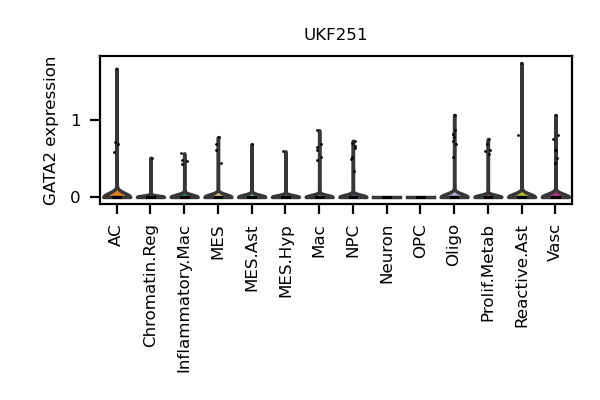 UKF251
GATA2 expression
1
0
AC
Chromatin.Reg
Inflammatory.Mac
MES
MES.Ast
MES.Hyp
Mac
NPC
Neuron
OPC
Oligo
Prolif.Metab
Reactive.Ast
Vasc